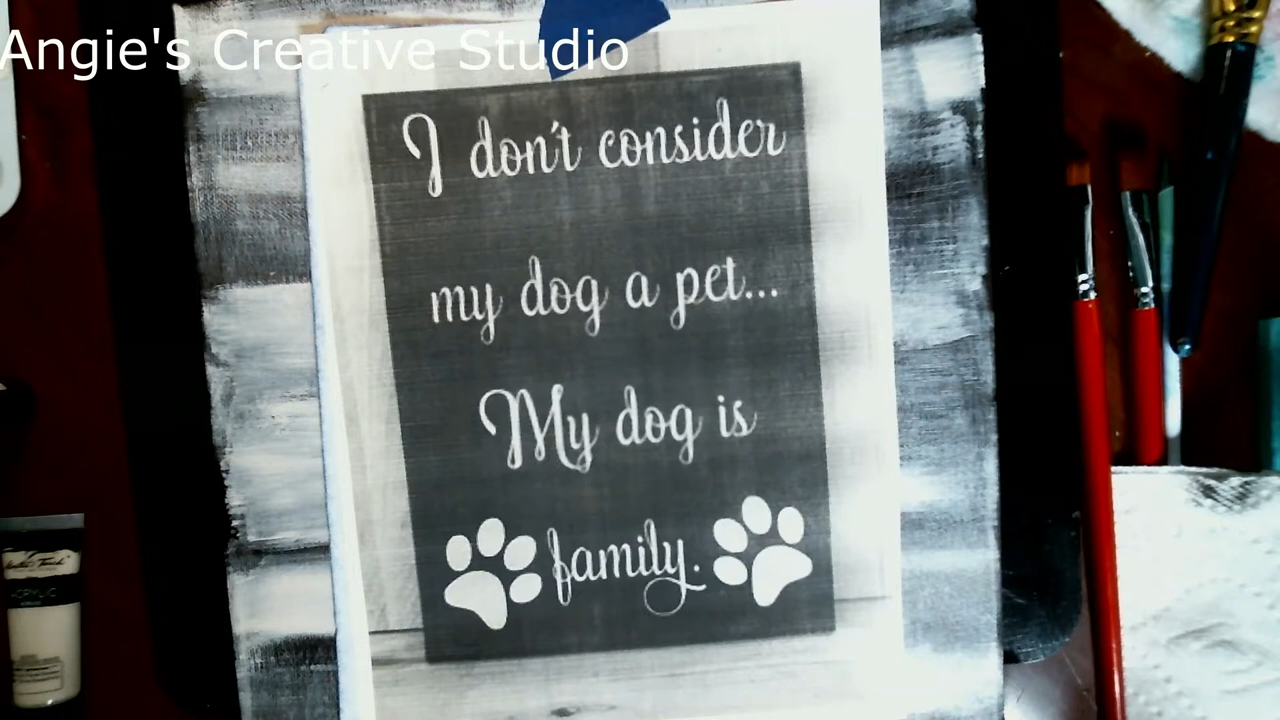 Angie's Creative Studio
I don't consider
my dog a pet...
My dog is
family.